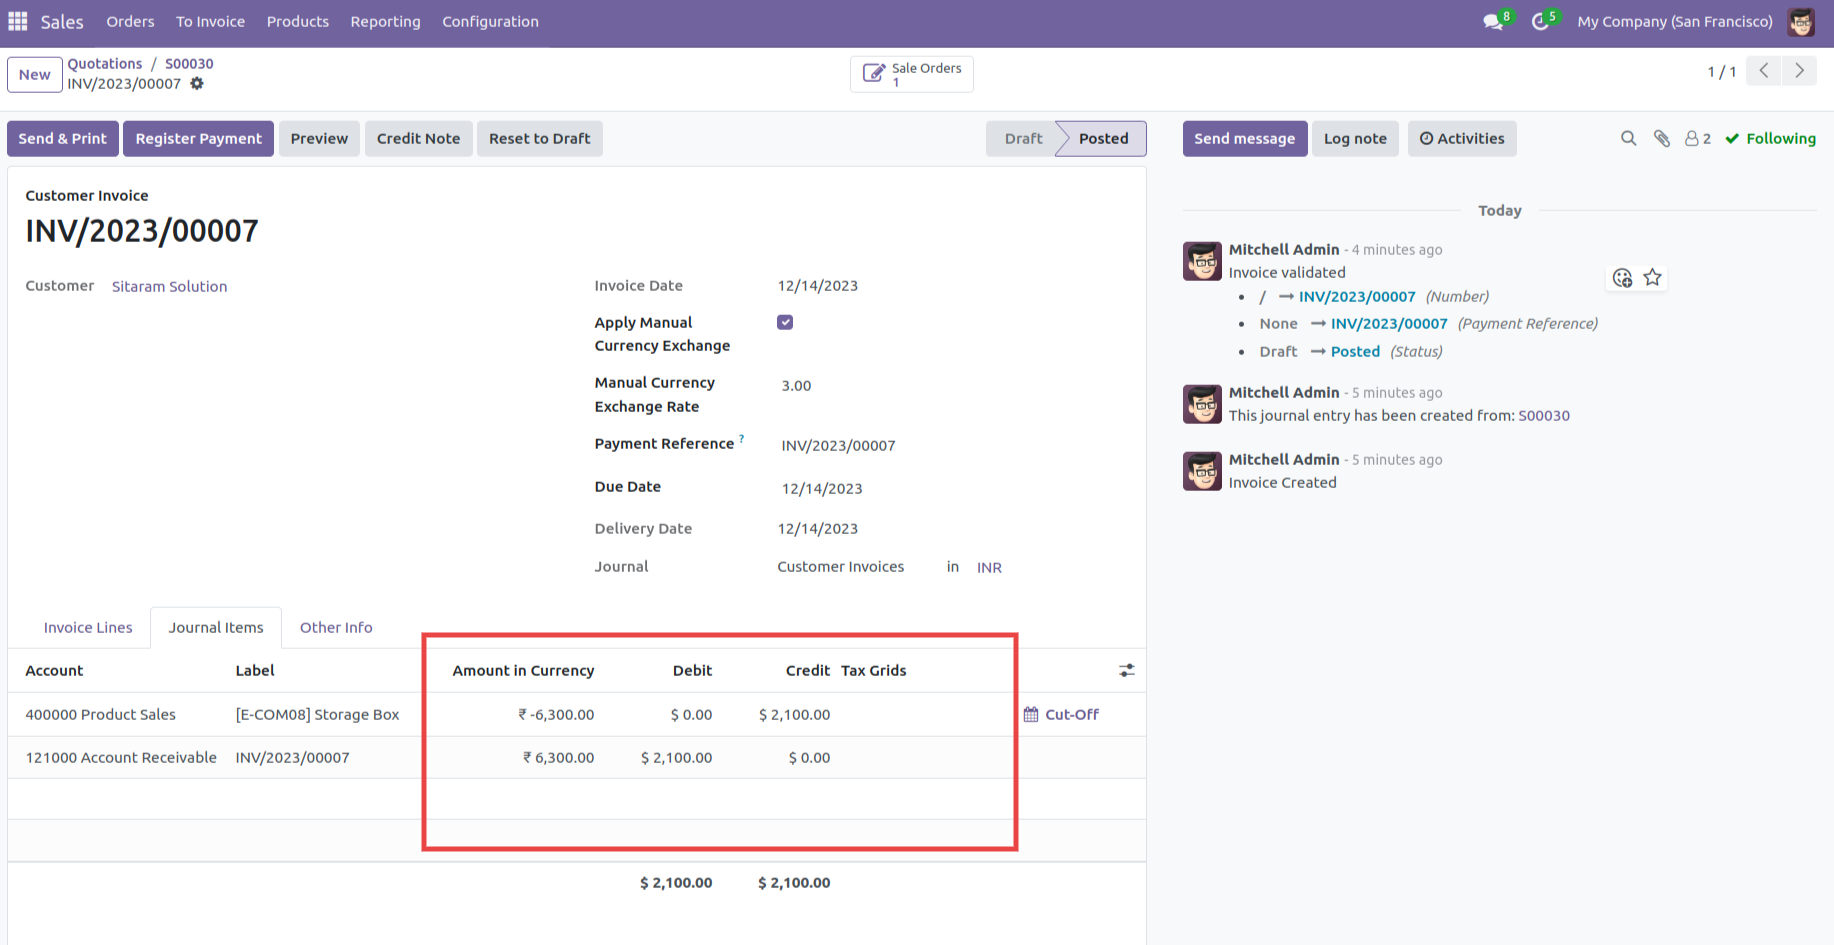 Sales Orders To Invoice Products Reporting Configuration 8 5 My Company (San Francisco)
New Quotations / S00030
INV/2023/00007
Sale Orders
1
1 / 1
Send & Print Register Payment Preview Credit Note Reset to Draft Draft Posted
Send message Log note Activities 2 Following
Customer Invoice
INV/2023/00007
Customer Sitaram Solution
Invoice Date 12/14/2023
Apply Manual
Currency Exchange
Manual Currency
Exchange Rate
3.00
Payment Reference ? INV/2023/00007
Due Date 12/14/2023
Delivery Date 12/14/2023
Journal Customer Invoices in INR
Invoice Lines Journal Items Other Info
Account Label Amount in Currency Debit Credit Tax Grids
400000 Product Sales [E-COM08] Storage Box ₹ -6,300.00 $ 0.00 $ 2,100.00 Cut-Off
121000 Account Receivable INV/2023/00007 ₹ 6,300.00 $ 2,100.00 $ 0.00
$ 2,100.00 $ 2,100.00
Today
Mitchell Admin - 4 minutes ago
Invoice validated
• / → INV/2023/00007 (Number)
• None → INV/2023/00007 (Payment Reference)
• Draft → Posted (Status)
Mitchell Admin - 5 minutes ago
This journal entry has been created from: S00030
Mitchell Admin - 5 minutes ago
Invoice Created